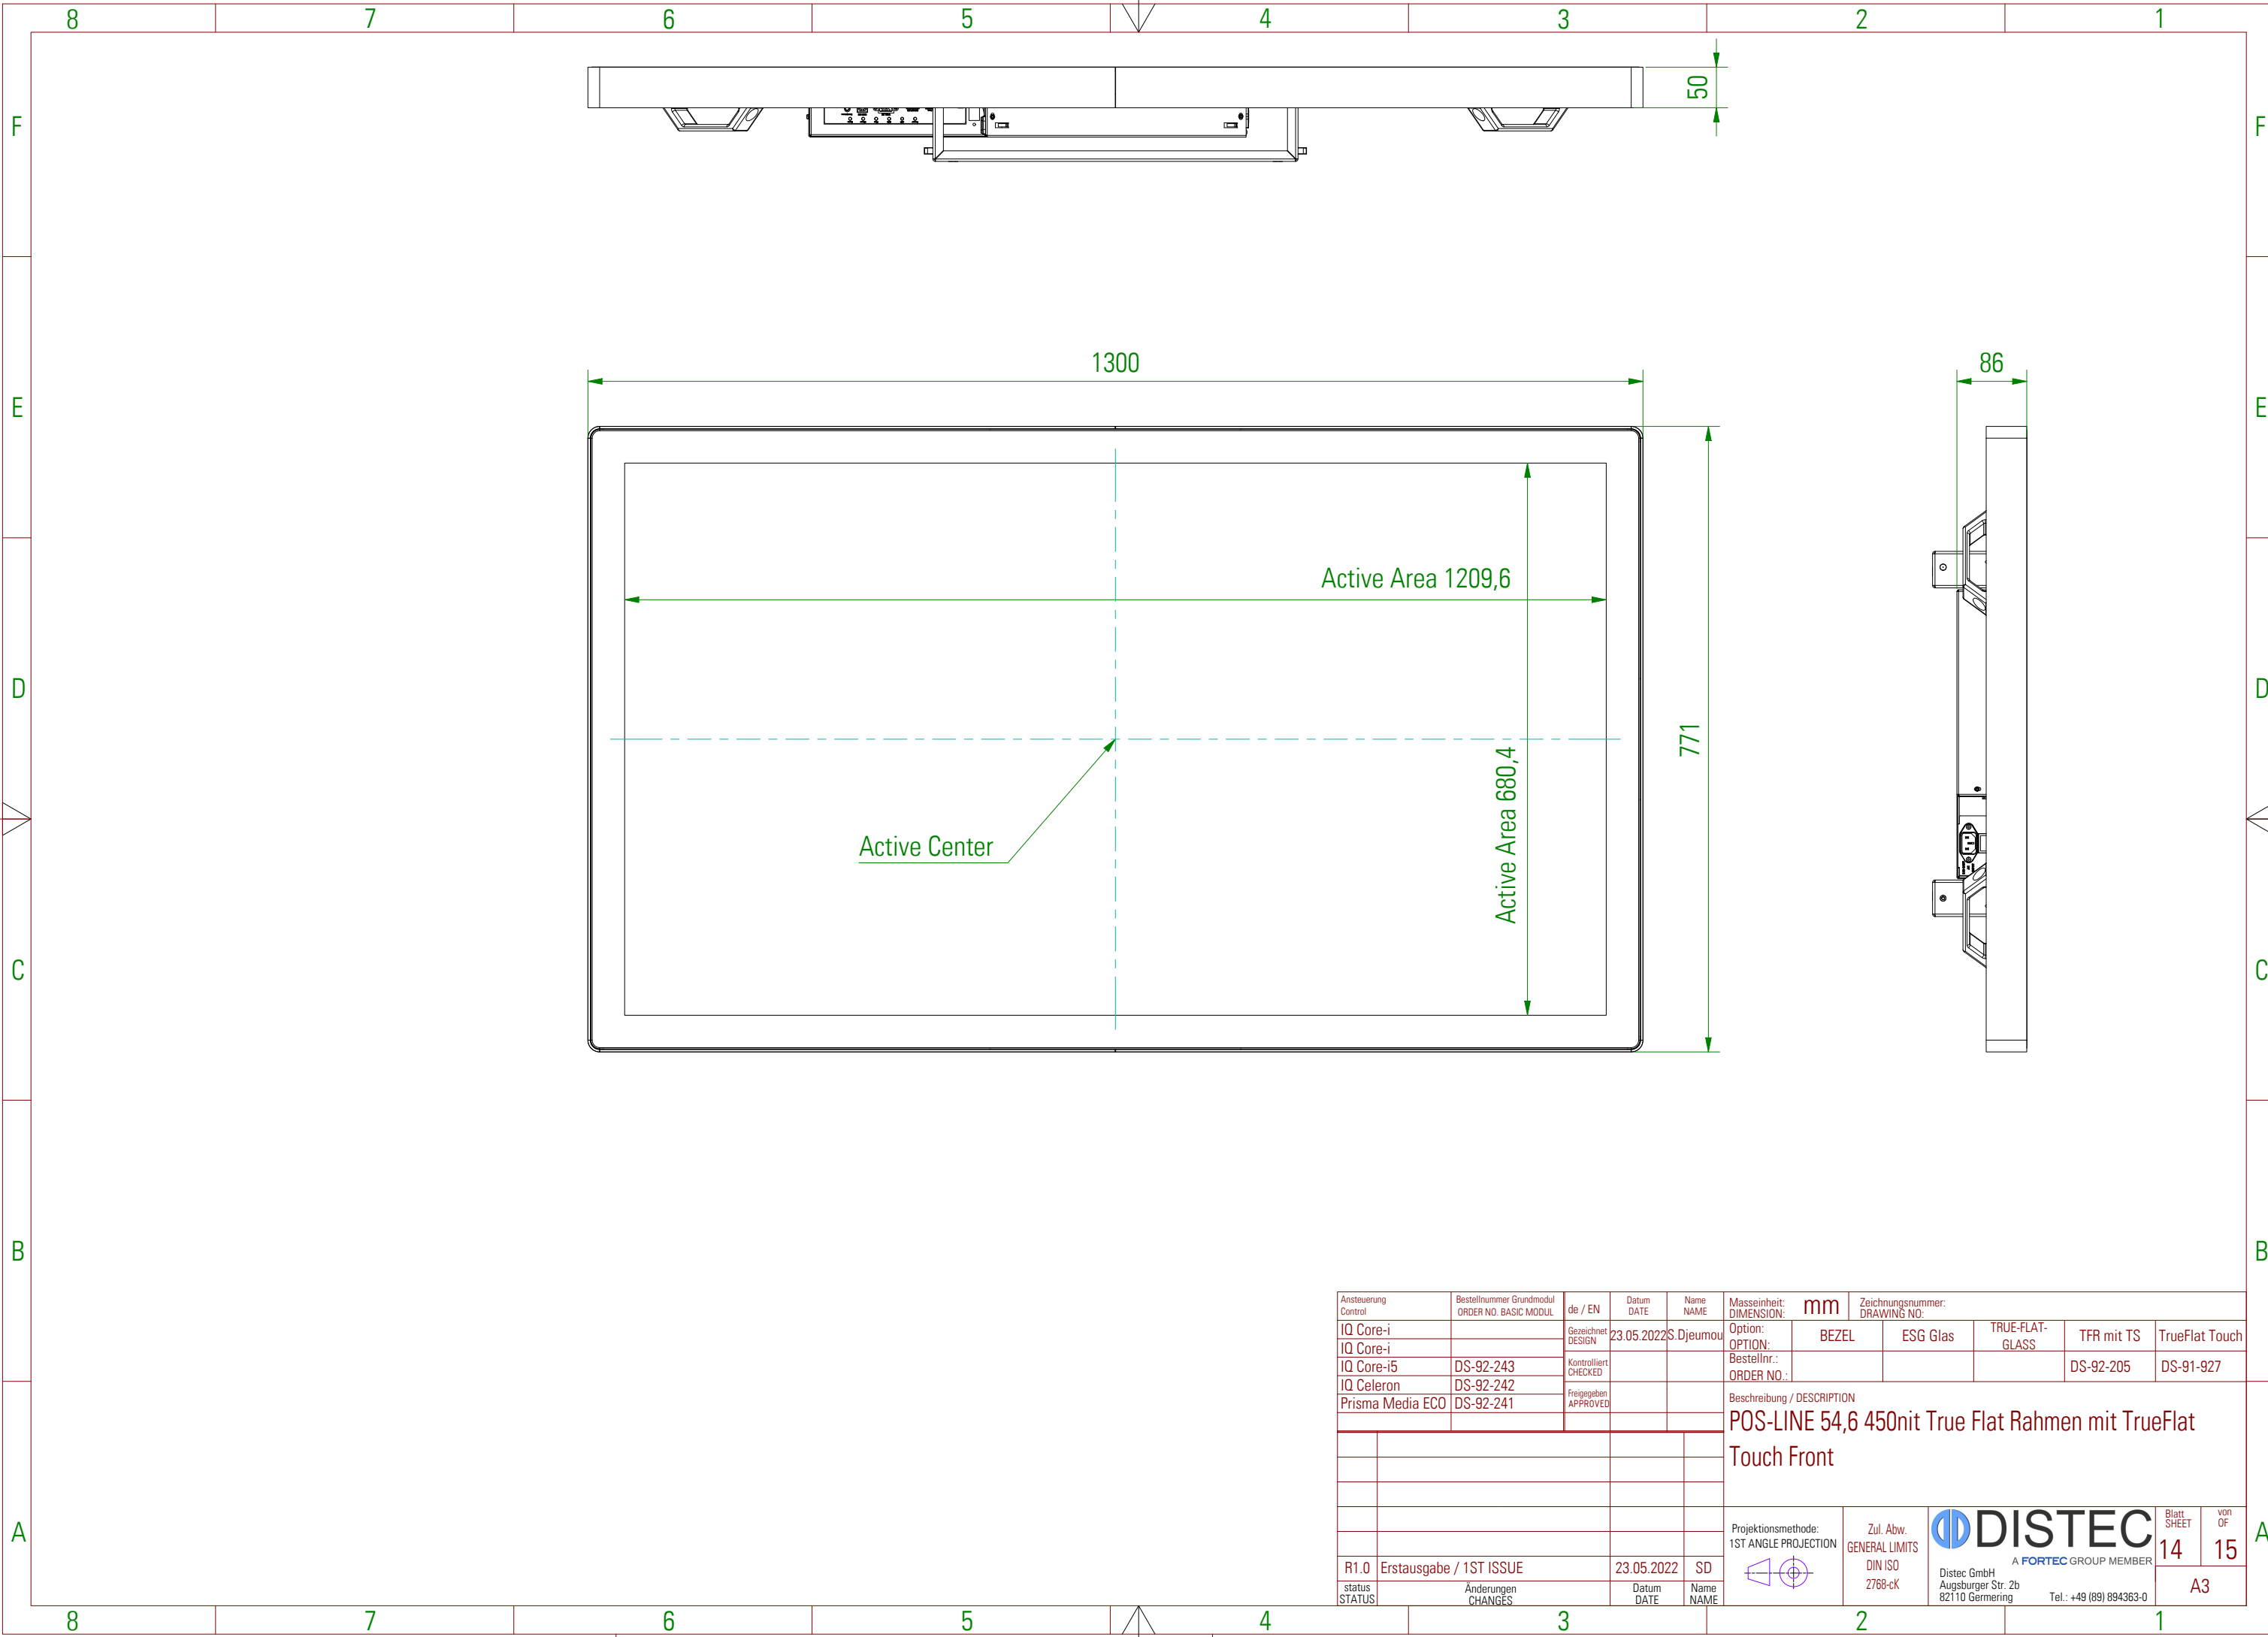 8 7 6 5 4 3 2 1
F F
50
1300
86
E E
Active Area 1209,6
D D
771
Active Area 680,4
Active Center
C C
B B
Ansteuerung
Control
Bestellnummer Grundmodul
ORDER NO. BASIC MODUL
de / EN
Datum
DATE
Name
NAME
Masseinheit:
DIMENSION:
mm
Zeichnungsnummer:
DRAWING NO:
IQ Core-i
IQ Core-i
IQ Core-i5 DS-92-243
IQ Celeron DS-92-242
Prisma Media ECO DS-92-241
Gezeichnet
DESIGN
23.05.2022 S.Djeumou
Kontrolliert
CHECKED
Freigegeben
APPROVED
Option:
OPTION:
BEZEL
ESG Glas
TRUE-FLAT-
GLASS
TFR mit TS
TrueFlat Touch
Bestellnr.:
ORDER NO.:
DS-92-205
DS-91-927
Beschreibung / DESCRIPTION
POS-LINE 54,6 450nit True Flat Rahmen mit TrueFlat
Touch Front
A A
R1.0 Erstausgabe / 1ST ISSUE 23.05.2022 SD
status
STATUS
Änderungen
CHANGES
Datum
DATE
Name
NAME
Projektionsmethode:
1ST ANGLE PROJECTION
Zul. Abw.
GENERAL LIMITS
DIN ISO
2768-cK
DISTEC
A FORTEC GROUP MEMBER
Distec GmbH
Augsburger Str. 2b
82110 Germering Tel.: +49 (89) 894363-0
Blatt
SHEET
14
von
OF
15
A3
8 7 6 5 4 3 2 1